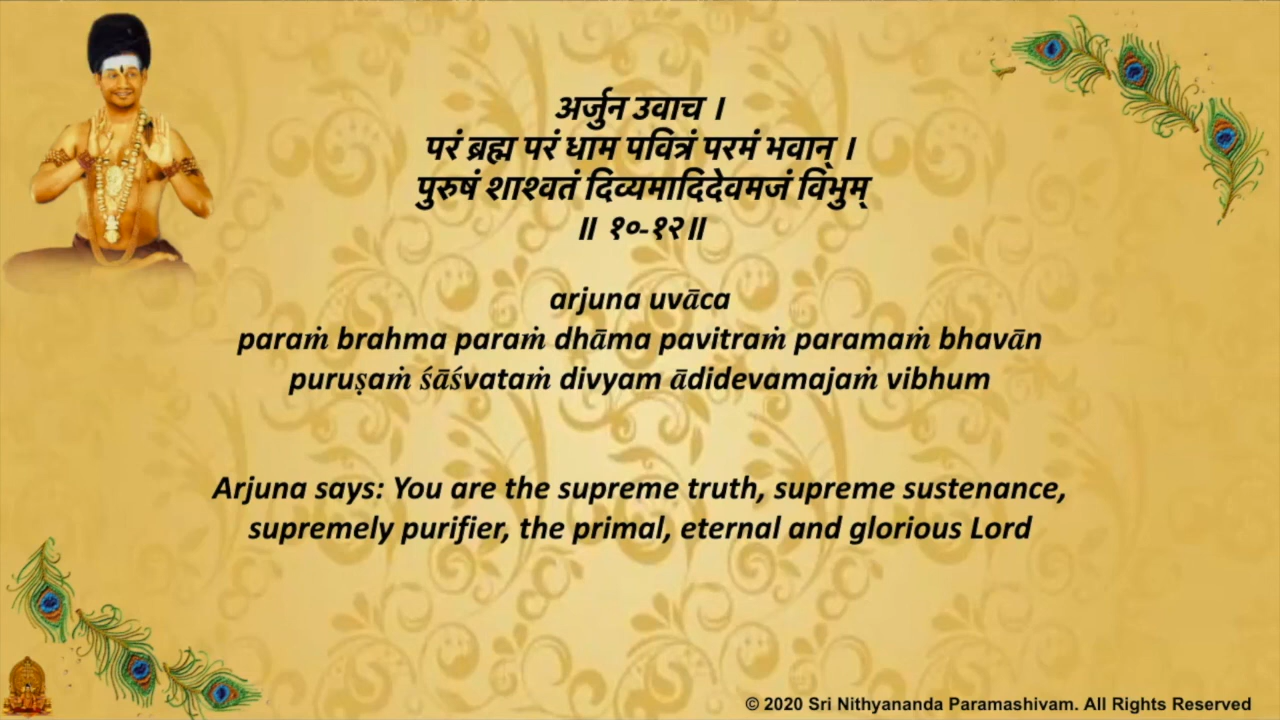 अर्जुन उवाच ।
परं ब्रह्म परं धाम पवित्रं परमं भवान् ।
पुरुषं शाश्वतं दिव्यमादिदेवमजं विभुम्
॥ १०-१२॥
arjuna uvāca
paraṁ brahma paraṁ dhāma pavitraṁ paramaṁ bhavān
puruṣaṁ śāśvataṁ divyam ādidevamajaṁ vibhum
Arjuna says: You are the supreme truth, supreme sustenance,
supremely purifier, the primal, eternal and glorious Lord
© 2020 Sri Nithyananda Paramashivam. All Rights Reserved